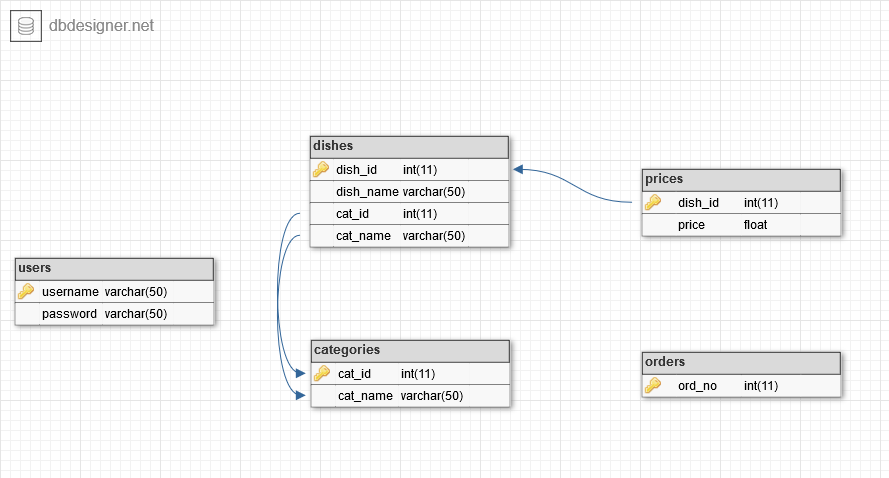 dbdesigner.net
dishes
dish_id int(11)
dish_name varchar(50)
cat_id int(11)
cat_name varchar(50)
prices
dish_id int(11)
price float
users
username varchar(50)
password varchar(50)
categories
cat_id int(11)
cat_name varchar(50)
orders
ord_no int(11)